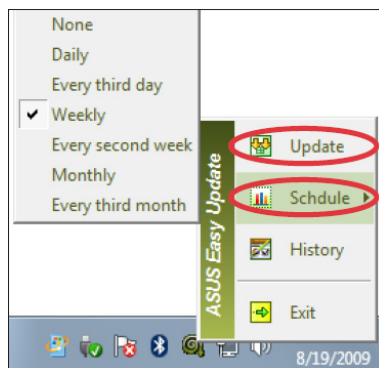 None
Daily
Every third day
Weekly
Every second week
Monthly
Every third month
ASUS Easy Update
Update
Schdule
History
Exit
8/19/2009